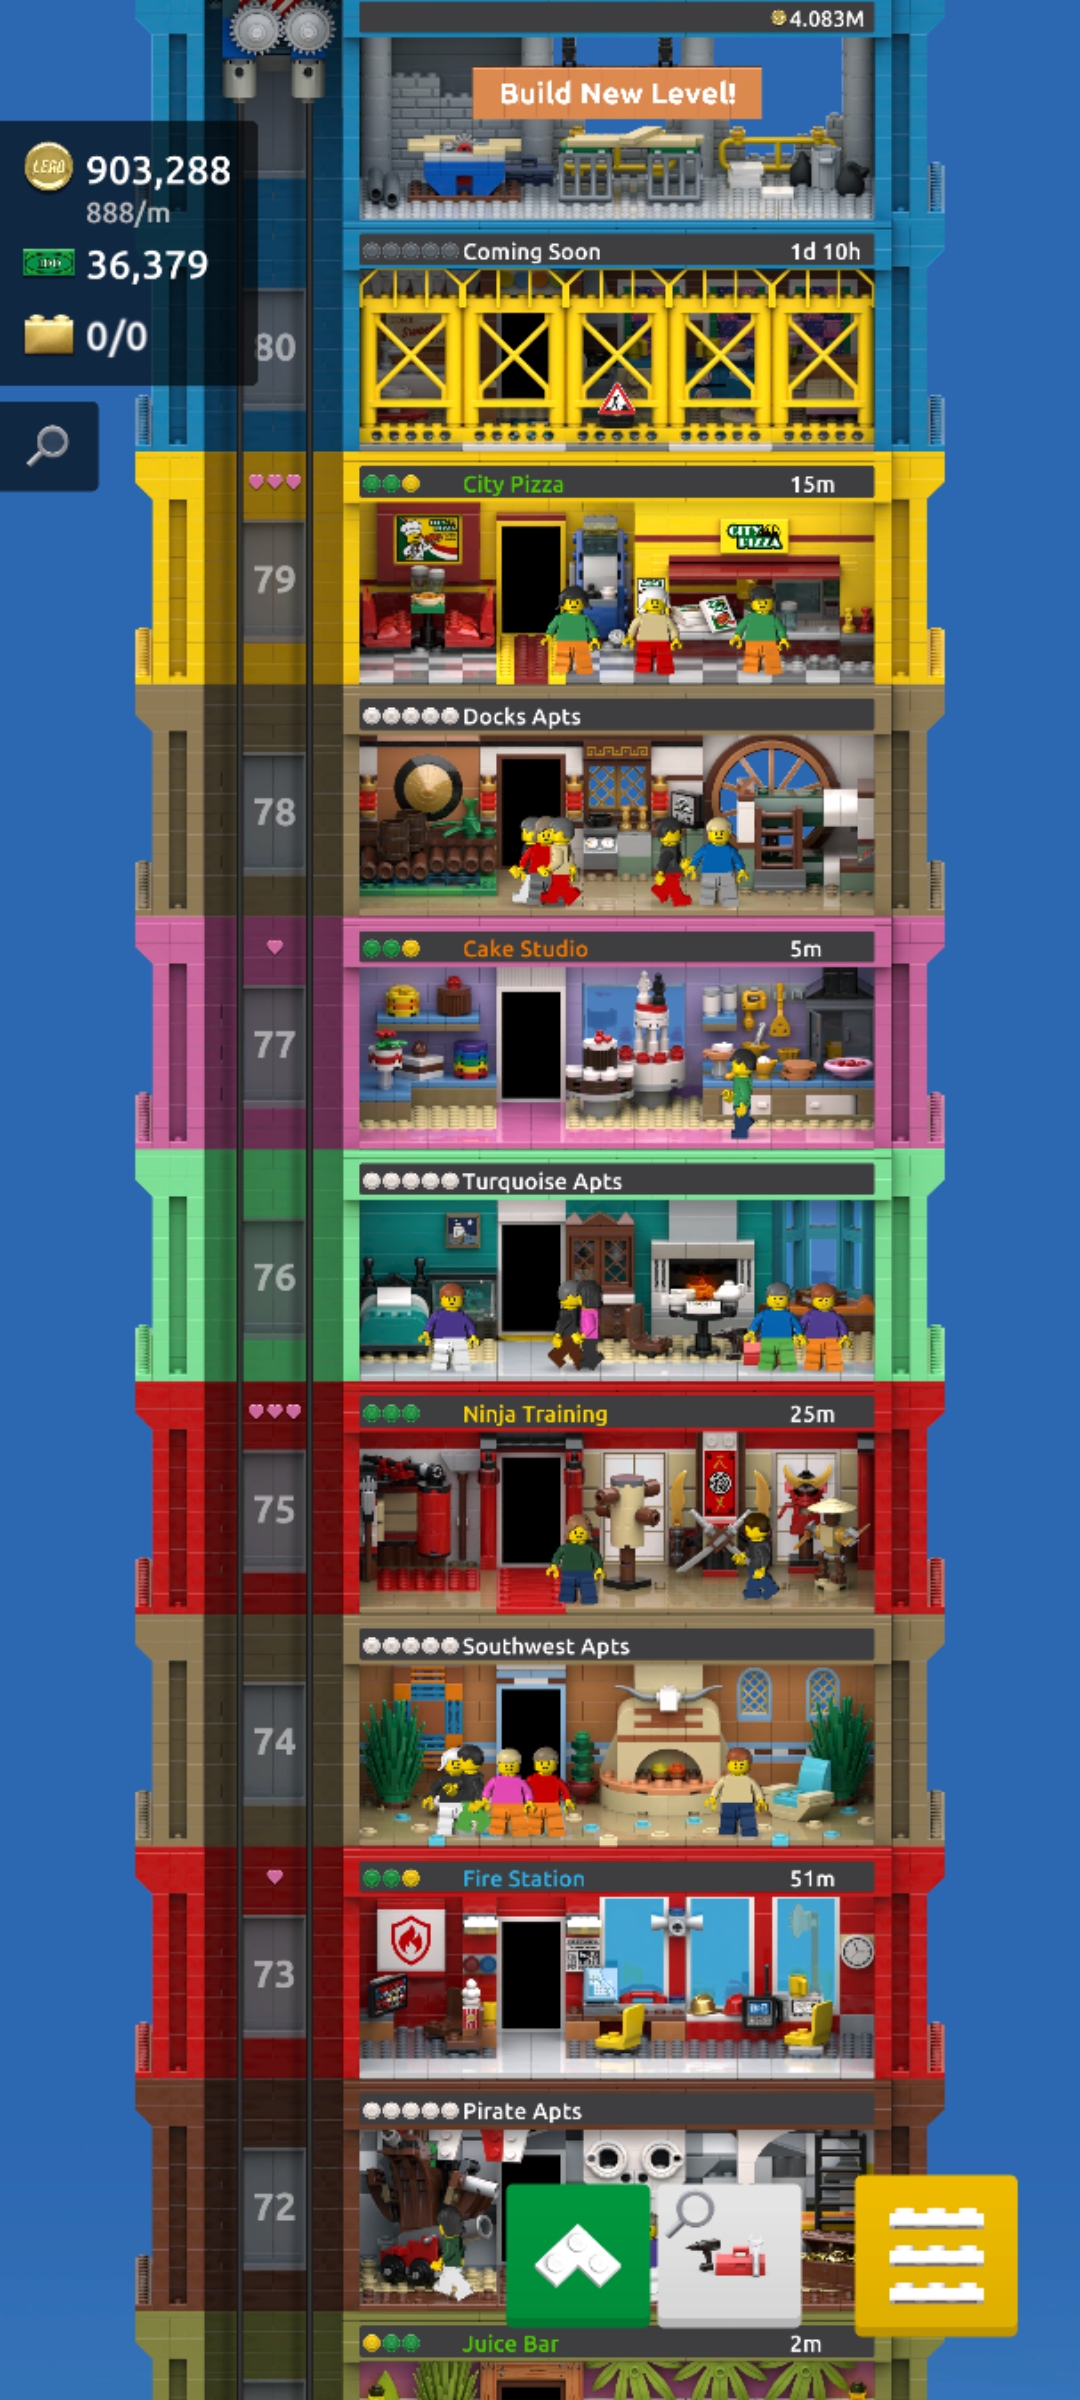 4.083M
Build New Level!
LEGO
903,288
888/m
36,379
0/0
Coming Soon 1d 10h
80
City Pizza 15m
CITY PIZZA
79
Docks Apts
78
Cake Studio 5m
77
Turquoise Apts
76
Ninja Training 25m
75
Southwest Apts
74
Fire Station 51m
73
Pirate Apts
72
Juice Bar 2m